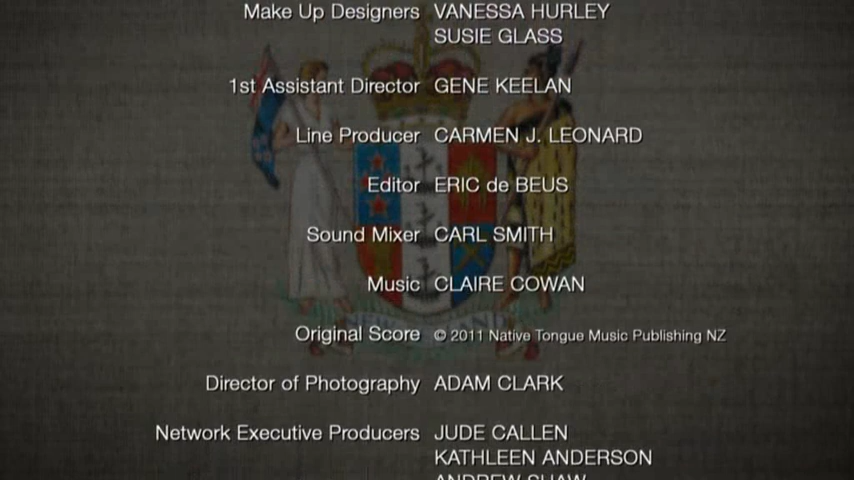 Make Up Designers VANESSA HURLEY
SUSIE GLASS
1st Assistant Director GENE KEELAN
Line Producer CARMEN J. LEONARD
Editor ERIC de BEUS
Sound Mixer CARL SMITH
Music CLAIRE COWAN
Original Score © 2011 Native Tongue Music Publishing NZ
Director of Photography ADAM CLARK
Network Executive Producers JUDE CALLEN
KATHLEEN ANDERSON
ANDREW SHAW